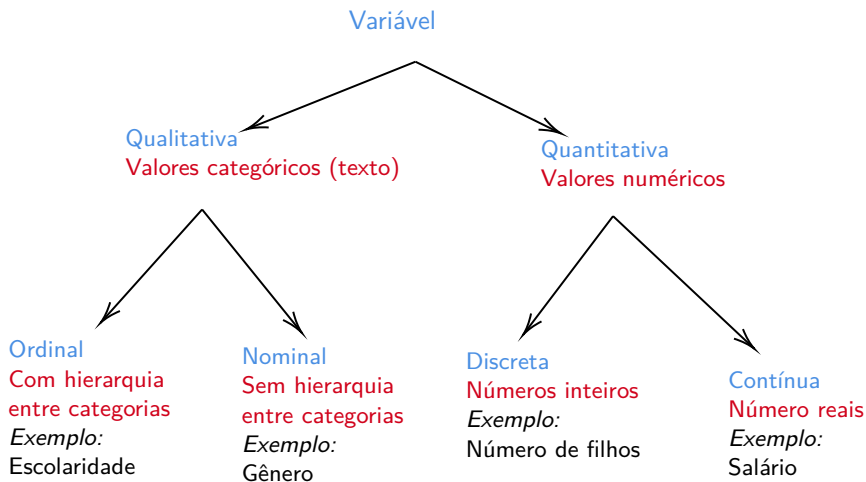 Variável
Qualitativa
Valores categóricos (texto)
Quantitativa
Valores numéricos
Ordinal
Com hierarquia
entre categorias
Exemplo:
Escolaridade
Nominal
Sem hierarquia
entre categorias
Exemplo:
Gênero
Discreta
Números inteiros
Exemplo:
Número de filhos
Contínua
Número reais
Exemplo:
Salário